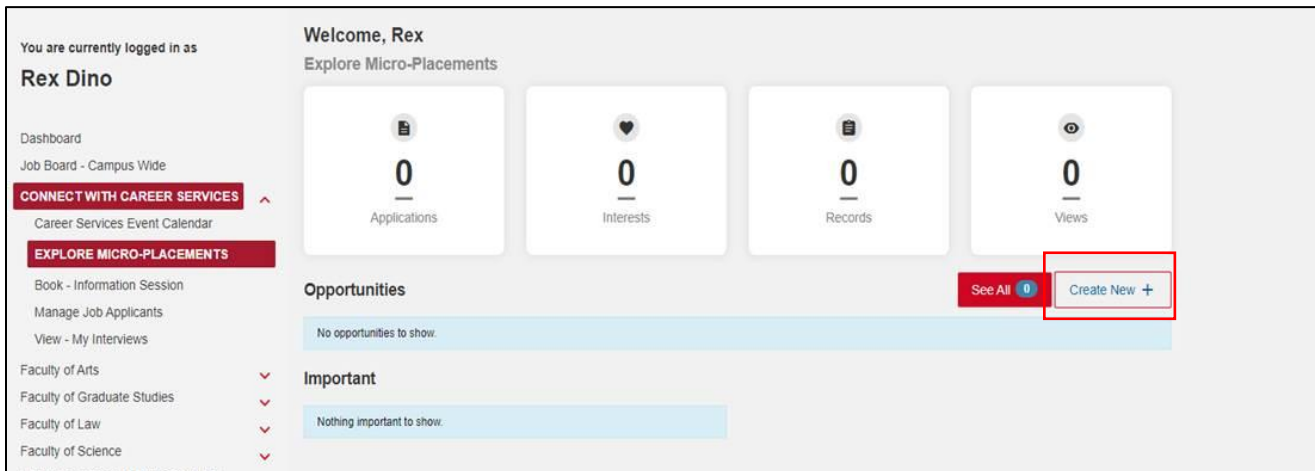 You are currently logged in as
Rex Dino
Dashboard
Job Board - Campus Wide
CONNECT WITH CAREER SERVICES
Career Services Event Calendar
EXPLORE MICRO-PLACEMENTS
Book - Information Session
Manage Job Applicants
View - My Interviews
Faculty of Arts
Faculty of Graduate Studies
Faculty of Law
Faculty of Science
Welcome, Rex
Explore Micro-Placements
0
Applications
0
Interests
0
Records
0
Views
Opportunities
See All 0
Create New +
No opportunities to show.
Important
Nothing important to show.